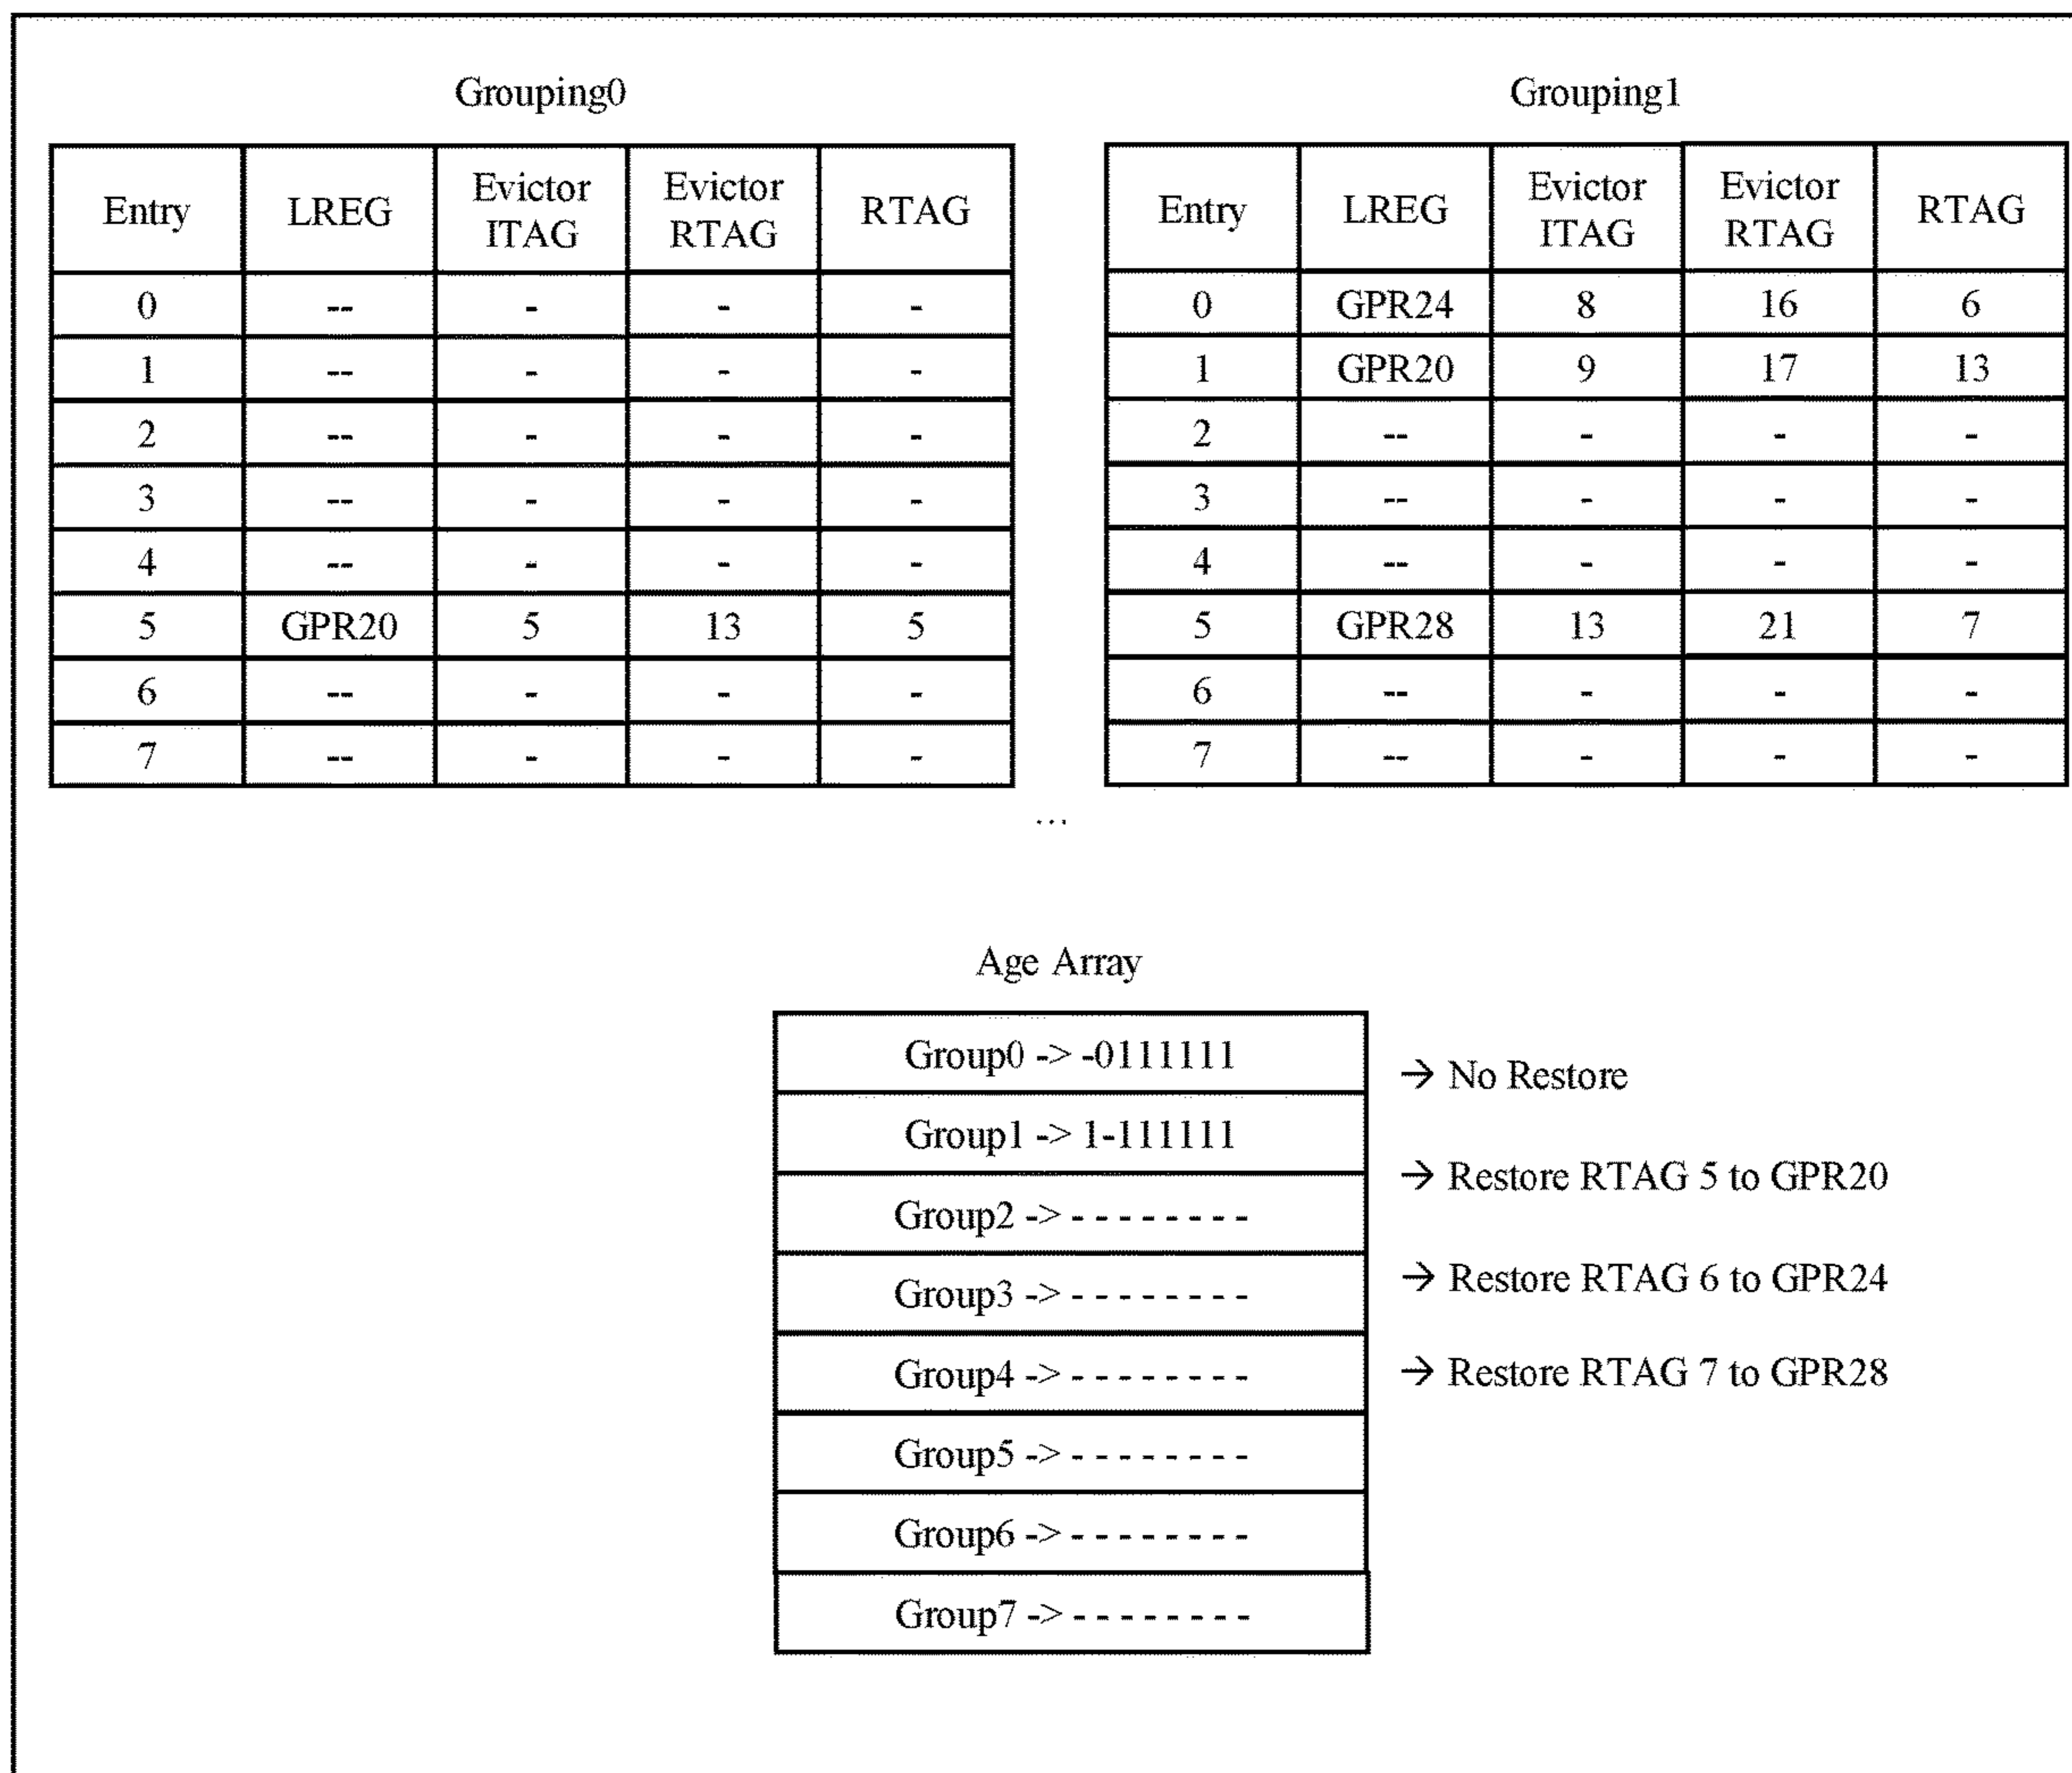 Grouping0
Entry LREG Evictor ITAG Evictor RTAG RTAG
0 -- - - -
1 -- - - -
2 -- - - -
3 -- - - -
4 -- - - -
5 GPR20 5 13 5
6 -- - - -
7 -- - - -
Grouping1
Entry LREG Evictor ITAG Evictor RTAG RTAG
0 GPR24 8 16 6
1 GPR20 9 17 13
2 -- - - -
3 -- - - -
4 -- - - -
5 GPR28 13 21 7
6 -- - - -
7 -- - - -
...
Age Array
Group0 -> -0111111
Group1 -> 1-111111
Group2 -> - - - - - - - -
Group3 -> - - - - - - - -
Group4 -> - - - - - - - -
Group5 -> - - - - - - - -
Group6 -> - - - - - - - -
Group7 -> - - - - - - - -
→ No Restore
→ Restore RTAG 5 to GPR20
→ Restore RTAG 6 to GPR24
→ Restore RTAG 7 to GPR28